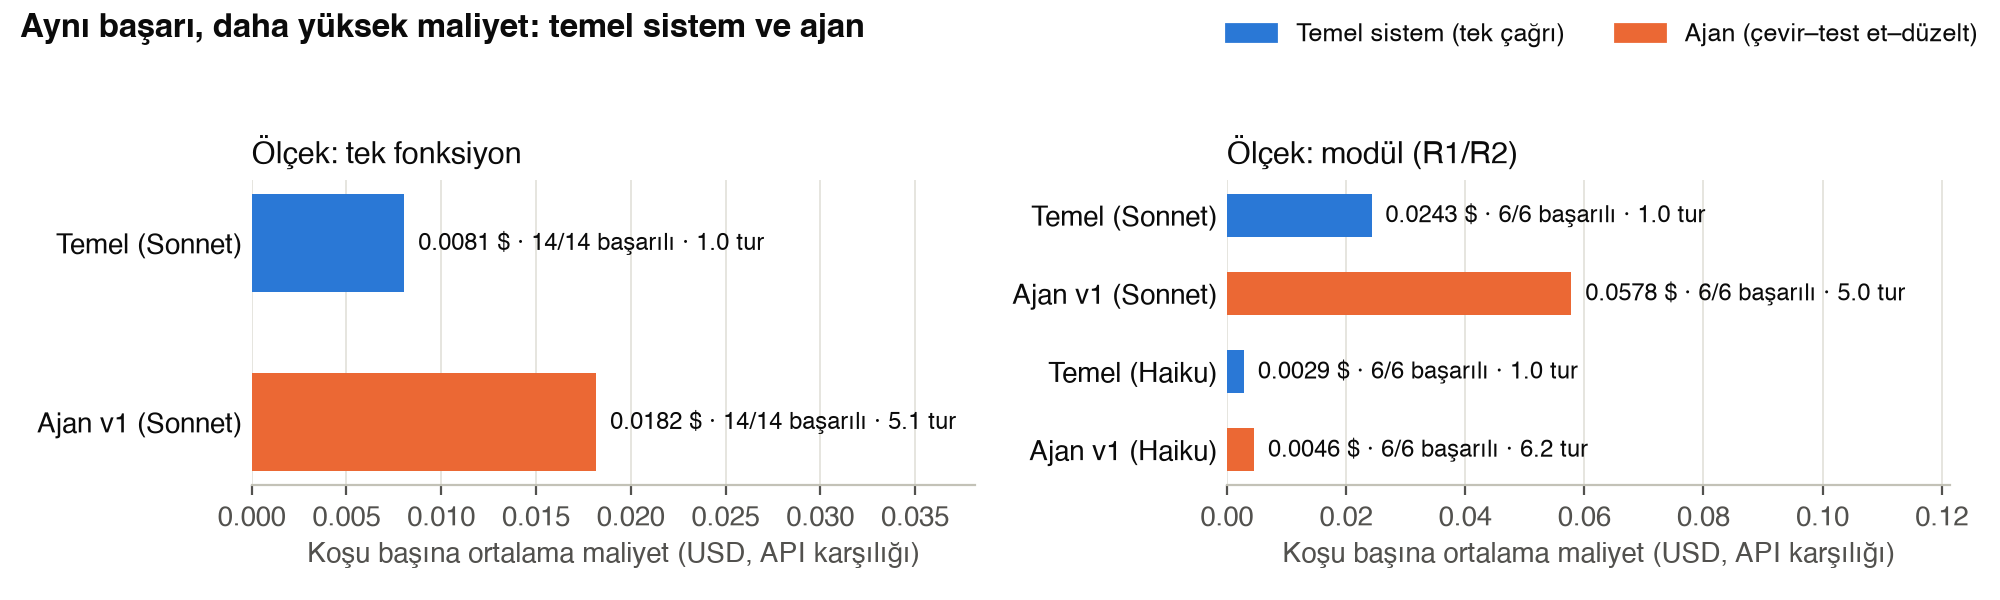 Aynı başarı, daha yüksek maliyet: temel sistem ve ajan
Temel sistem (tek çağrı)
Ajan (çevir–test et–düzelt)
Ölçek: tek fonksiyon
Temel (Sonnet)
0.0081 $ · 14/14 başarılı · 1.0 tur
Ajan v1 (Sonnet)
0.0182 $ · 14/14 başarılı · 5.1 tur
0.000 0.005 0.010 0.015 0.020 0.025 0.030 0.035
Koşu başına ortalama maliyet (USD, API karşılığı)
Ölçek: modül (R1/R2)
Temel (Sonnet)
0.0243 $ · 6/6 başarılı · 1.0 tur
Ajan v1 (Sonnet)
0.0578 $ · 6/6 başarılı · 5.0 tur
Temel (Haiku)
0.0029 $ · 6/6 başarılı · 1.0 tur
Ajan v1 (Haiku)
0.0046 $ · 6/6 başarılı · 6.2 tur
0.00 0.02 0.04 0.06 0.08 0.10 0.12
Koşu başına ortalama maliyet (USD, API karşılığı)